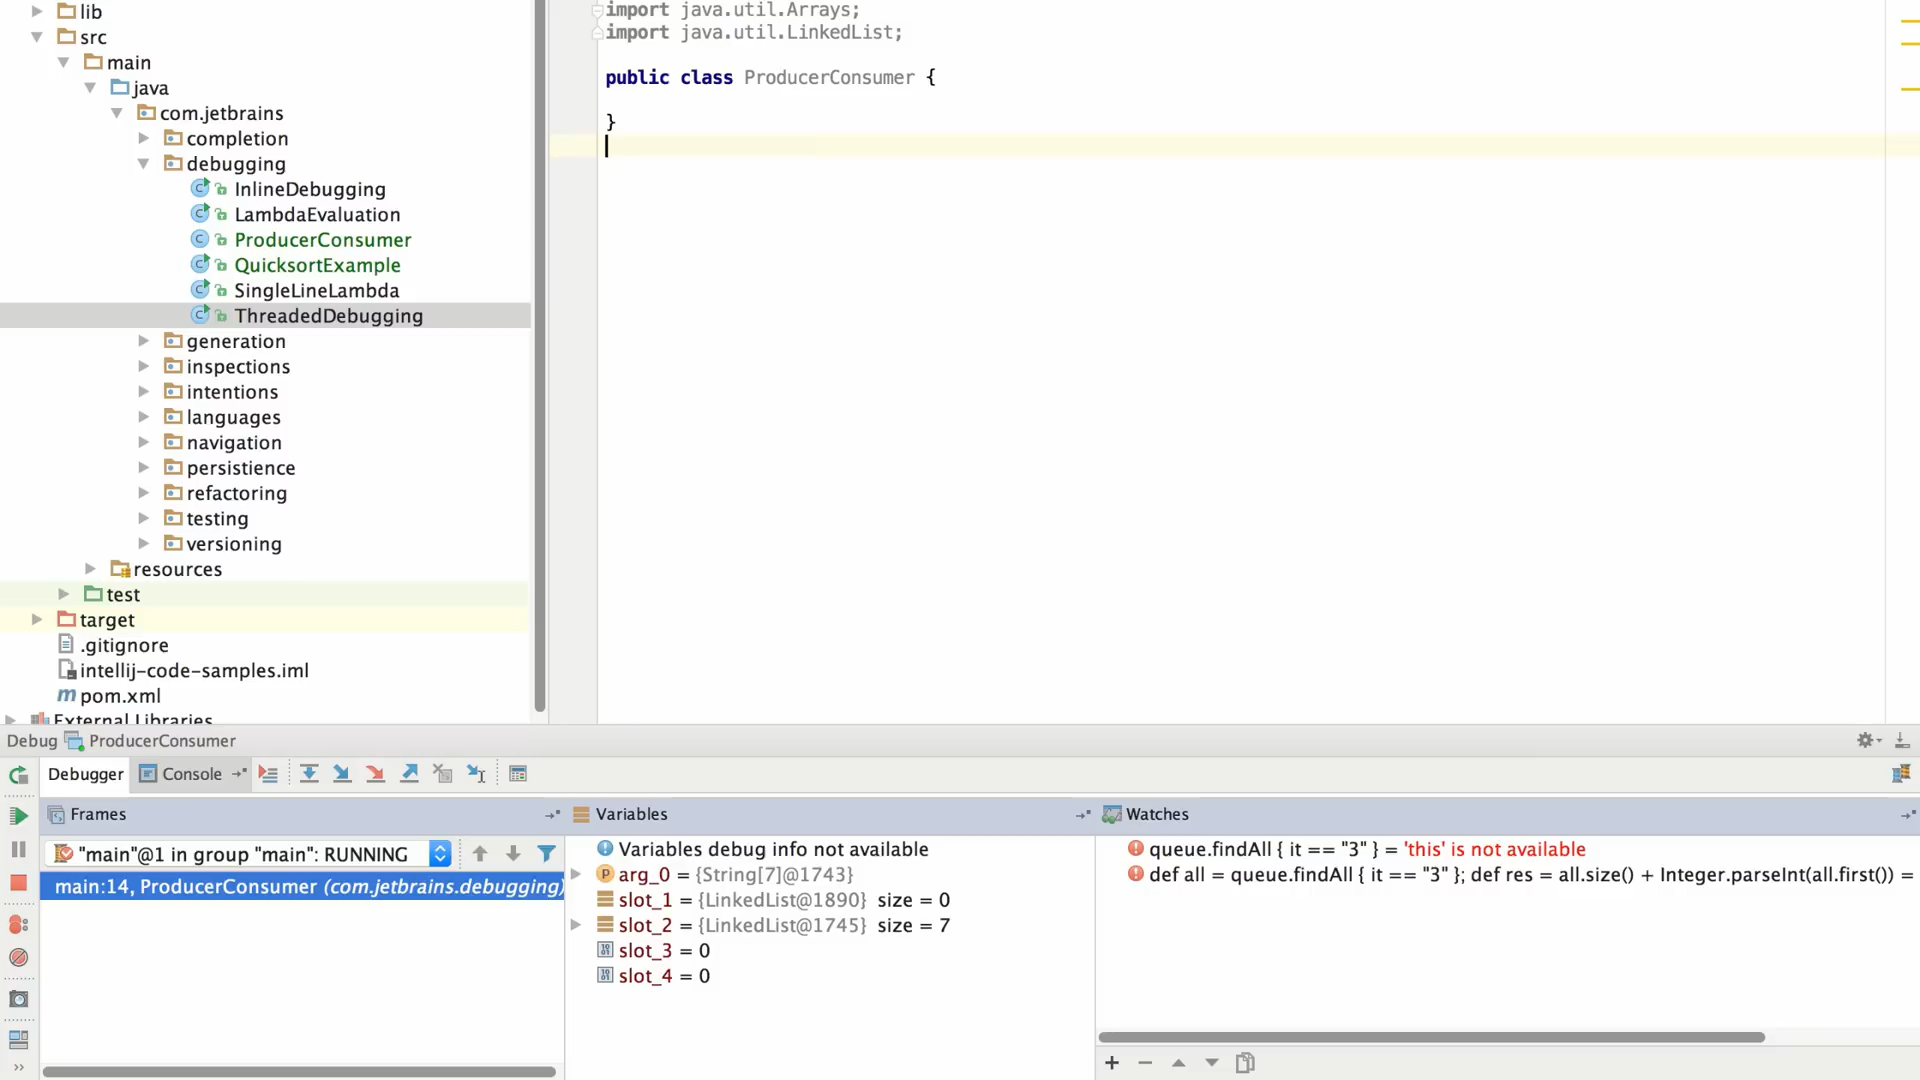 lib
src
main
java
com.jetbrains
completion
debugging
InlineDebugging
LambdaEvaluation
ProducerConsumer
QuicksortExample
SingleLineLambda
ThreadedDebugging
generation
inspections
intentions
languages
navigation
persistience
refactoring
testing
versioning
resources
test
target
.gitignore
intellij-code-samples.iml
pom.xml
External Libraries
import java.util.Arrays;
import java.util.LinkedList;
public class ProducerConsumer {
}
Debug ProducerConsumer
Debugger Console
Frames
"main"@1 in group "main": RUNNING
main:14, ProducerConsumer (com.jetbrains.debugging)
Variables
Variables debug info not available
arg_0 = {String[7]@1743}
slot_1 = {LinkedList@1890} size = 0
slot_2 = {LinkedList@1745} size = 7
slot_3 = 0
slot_4 = 0
Watches
queue.findAll { it == "3" } = 'this' is not available
def all = queue.findAll { it == "3" }; def res = all.size() + Integer.parseInt(all.first()) =